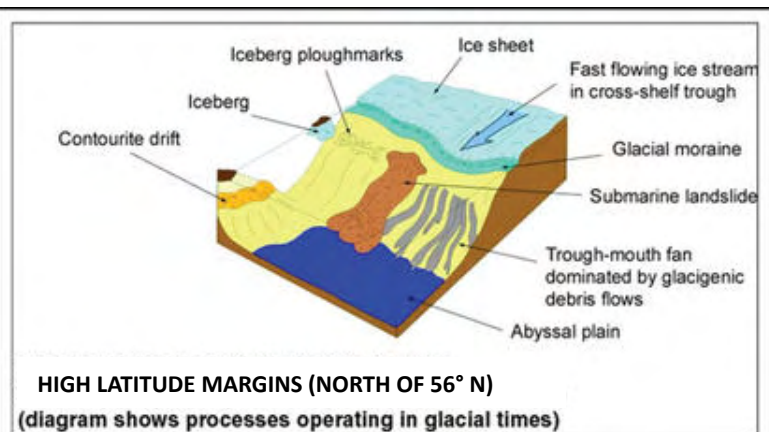 Iceberg ploughmarks
Ice sheet
Fast flowing ice stream
in cross-shelf trough
Iceberg
Contourite drift
Glacial moraine
Submarine landslide
Trough-mouth fan
dominated by glacigenic
debris flows
Abyssal plain
HIGH LATITUDE MARGINS (NORTH OF 56° N)
(diagram shows processes operating in glacial times)